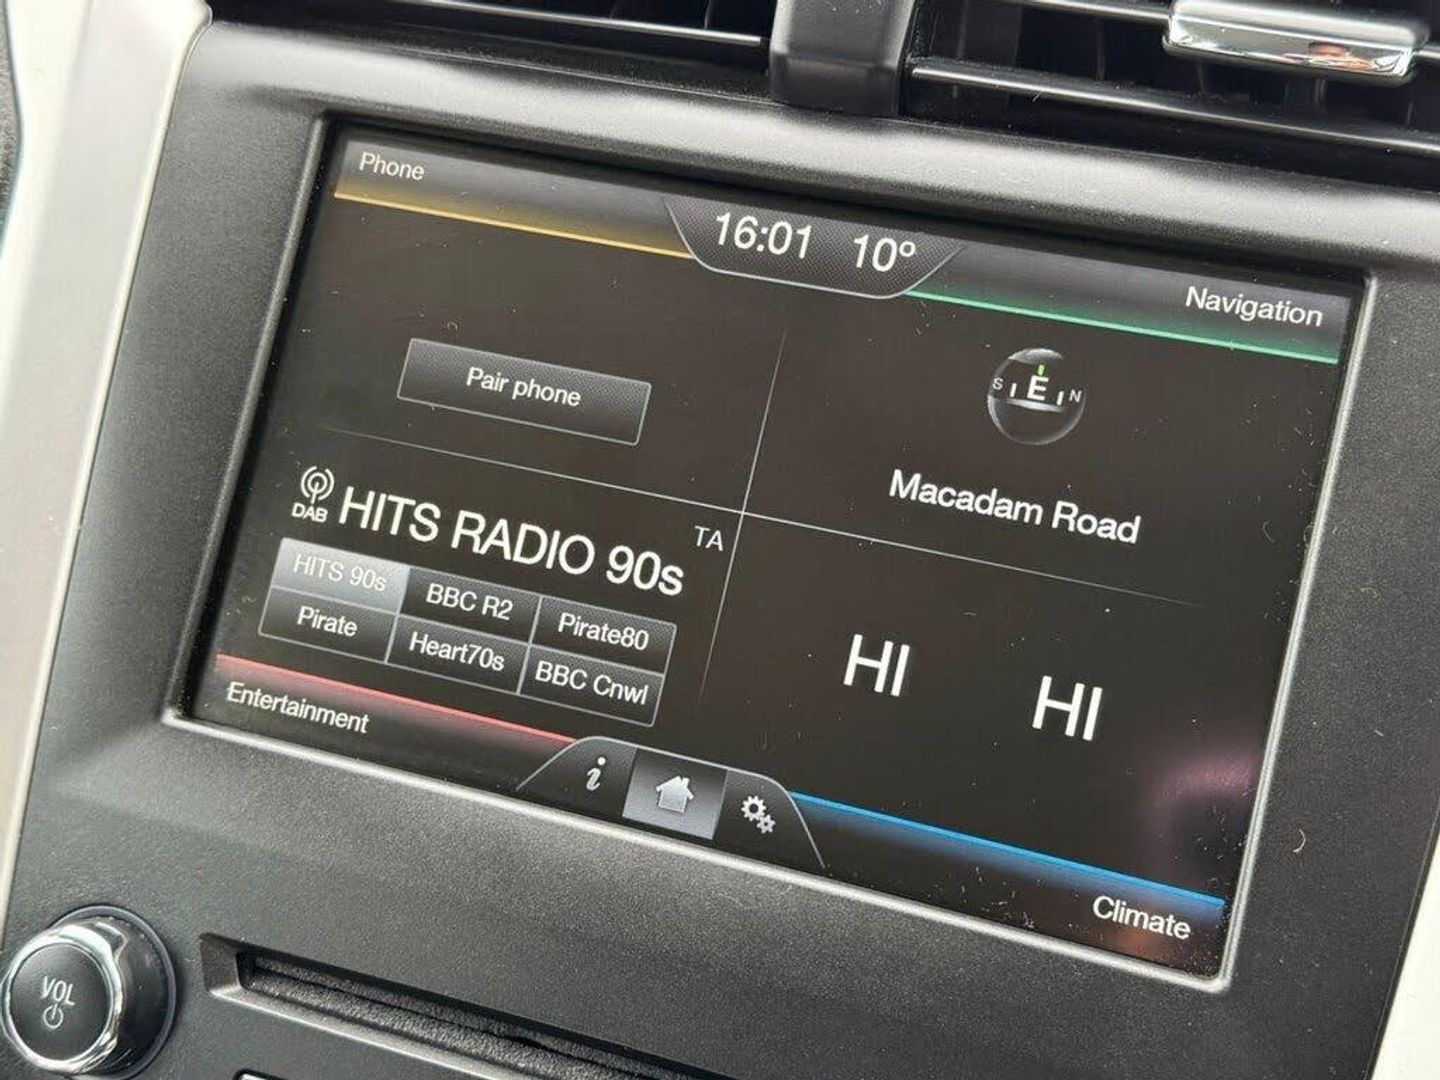 Phone
16:01 10º
Navigation
Pair phone
S E N
Macadam Road
DAB
HITS RADIO 90s
TA
HITS 90s BBC R2 Pirate80
Pirate Heart70s BBC Cnwl
HI HI
Entertainment
i
Climate
VOL